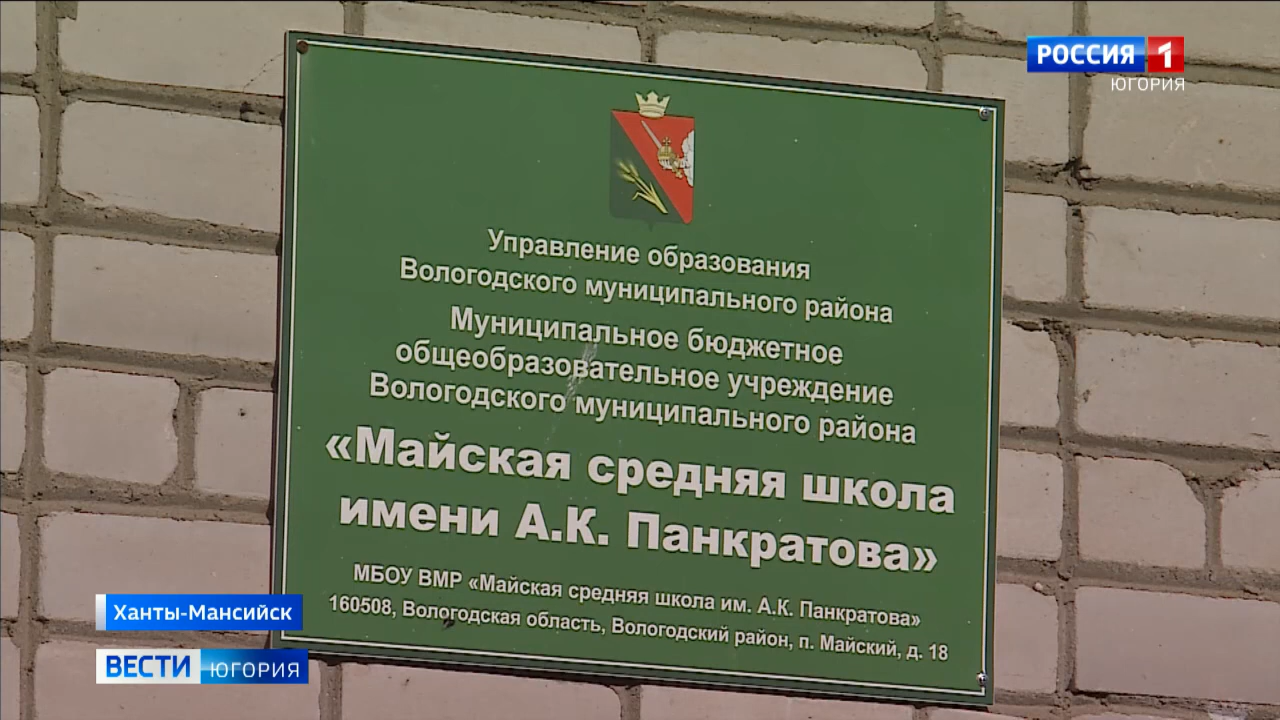 РОССИЯ 1
ЮГОРИЯ
Управление образования
Вологодского муниципального района
Муниципальное бюджетное
общеобразовательное учреждение
Вологодского муниципального района
«Майская средняя школа
имени А.К. Панкратова»
МБОУ ВМР «Майская средняя школа им. А.К. Панкратова»
160508, Вологодская область, Вологодский район, п. Майский, д. 18
Ханты-Мансийск
ВЕСТИ ЮГОРИЯ